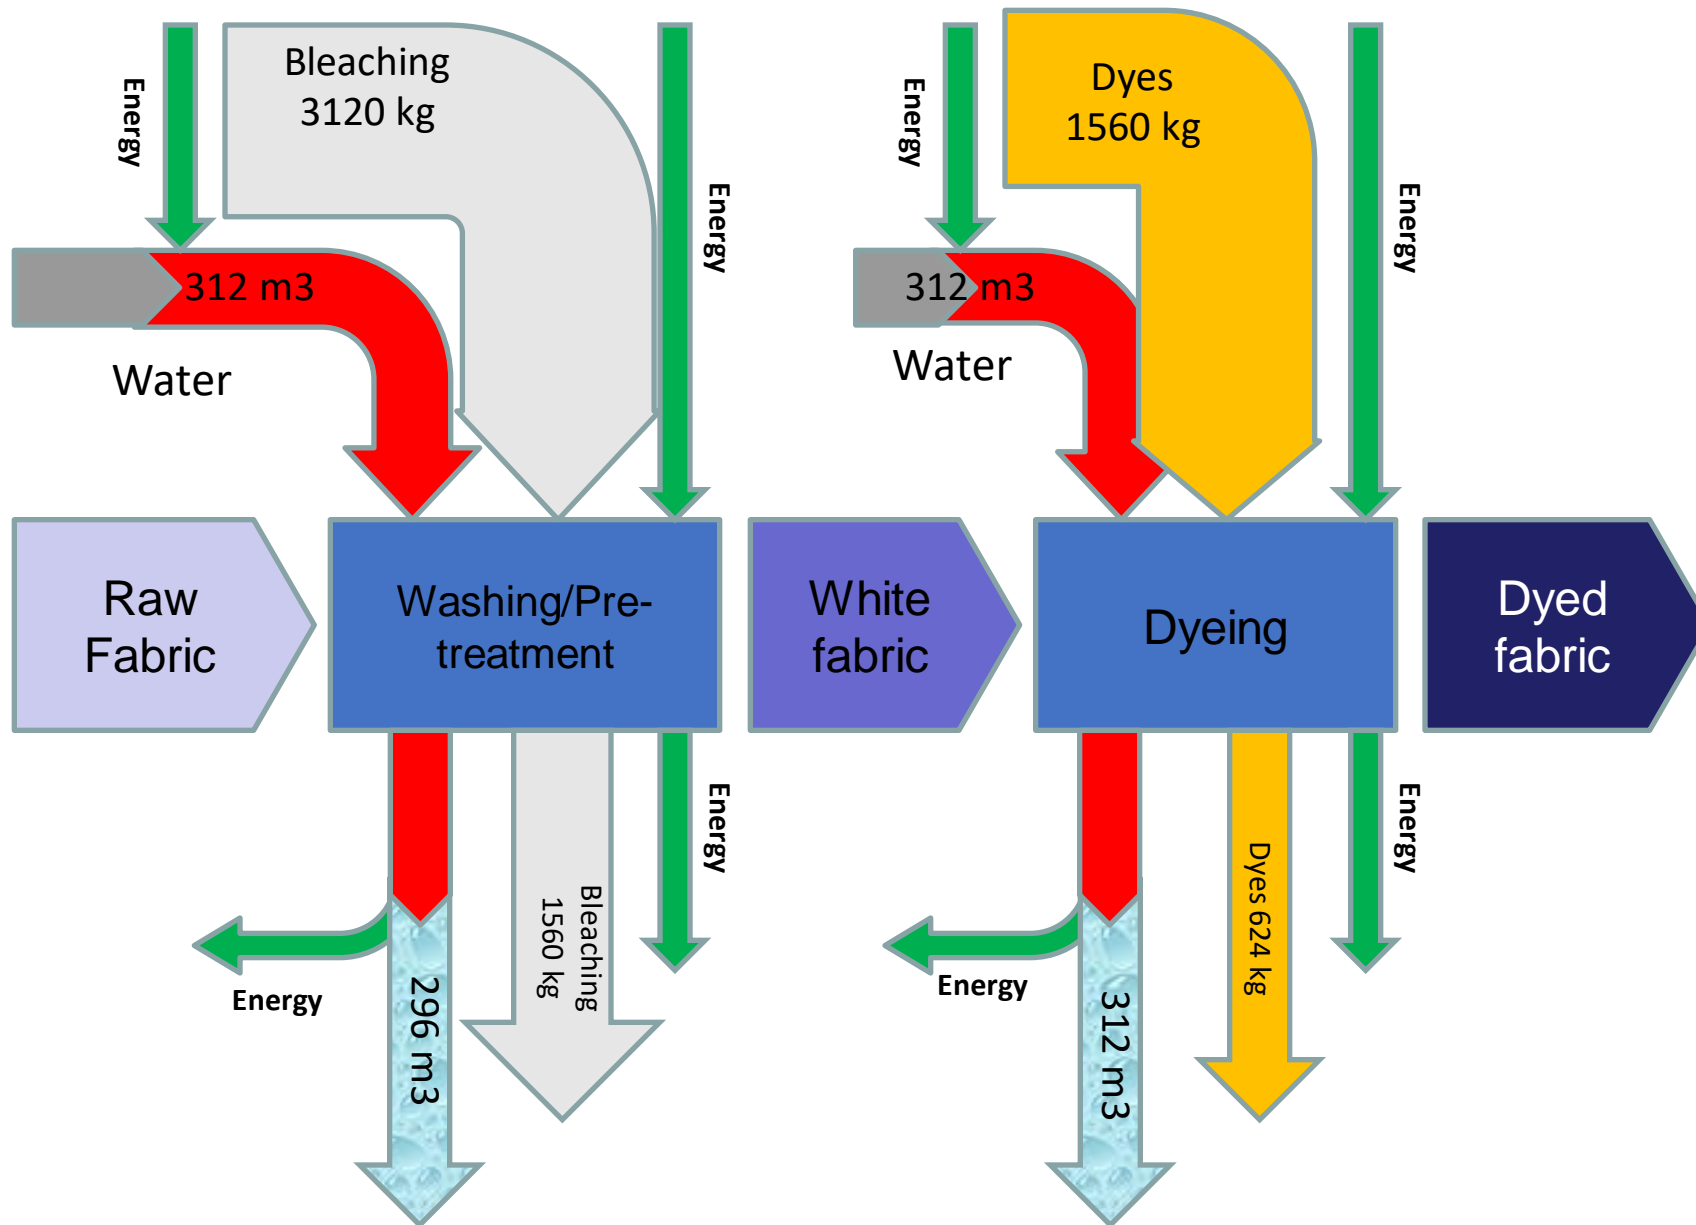 Energy
Bleaching
3120 kg
Energy
Energy
Dyes
1560 kg
Energy
312 m3
Water
312 m3
Water
Raw
Fabric
Washing/Pre-
treatment
White
fabric
Dyeing
Dyed
fabric
Energy
296 m3
Bleaching
1560 kg
Energy
Energy
312 m3
Dyes 624 kg
Energy